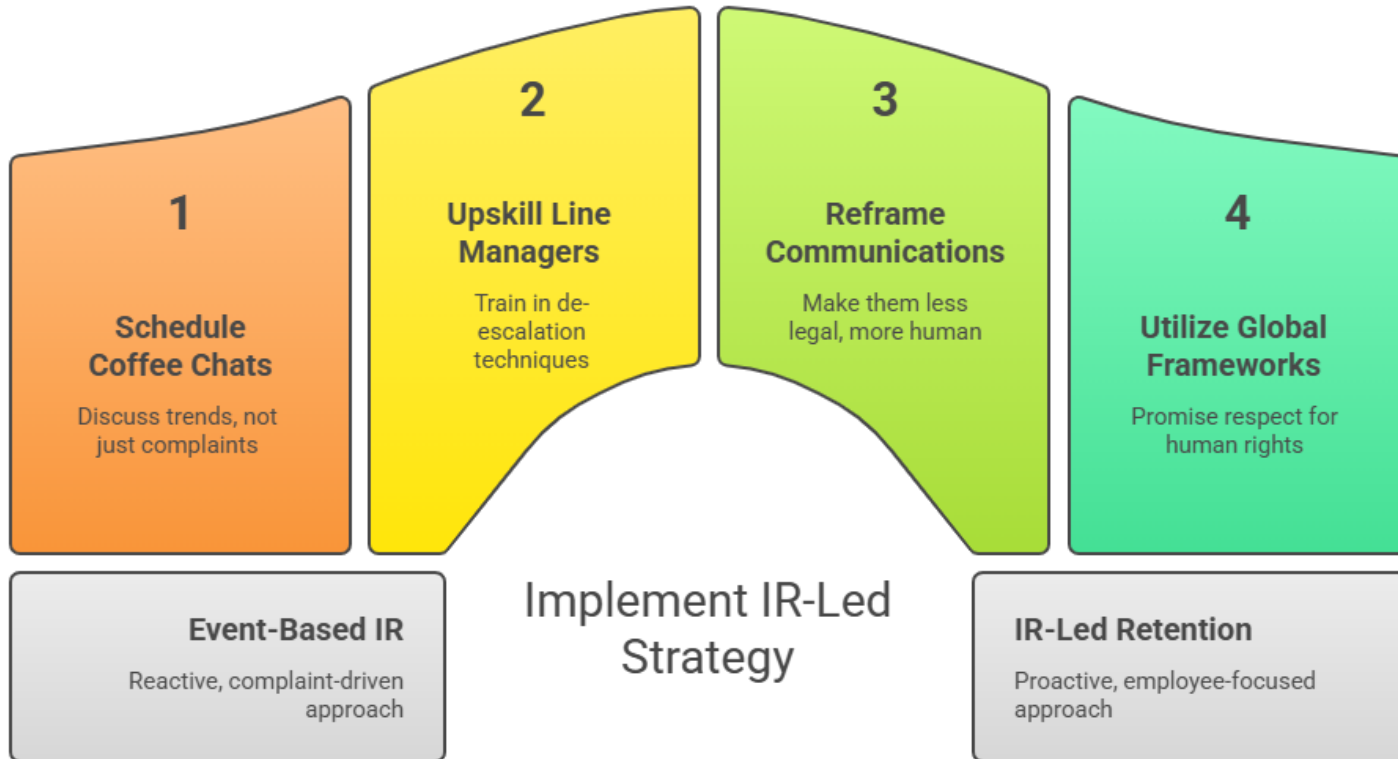 1
Schedule
Coffee Chats
Discuss trends, not
just complaints
2
Upskill Line
Managers
Train in de-
escalation
techniques
3
Reframe
Communications
Make them less
legal, more human
4
Utilize Global
Frameworks
Promise respect for
human rights
Event-Based IR
Reactive, complaint-driven
approach
Implement IR-Led
Strategy
IR-Led Retention
Proactive, employee-focused
approach